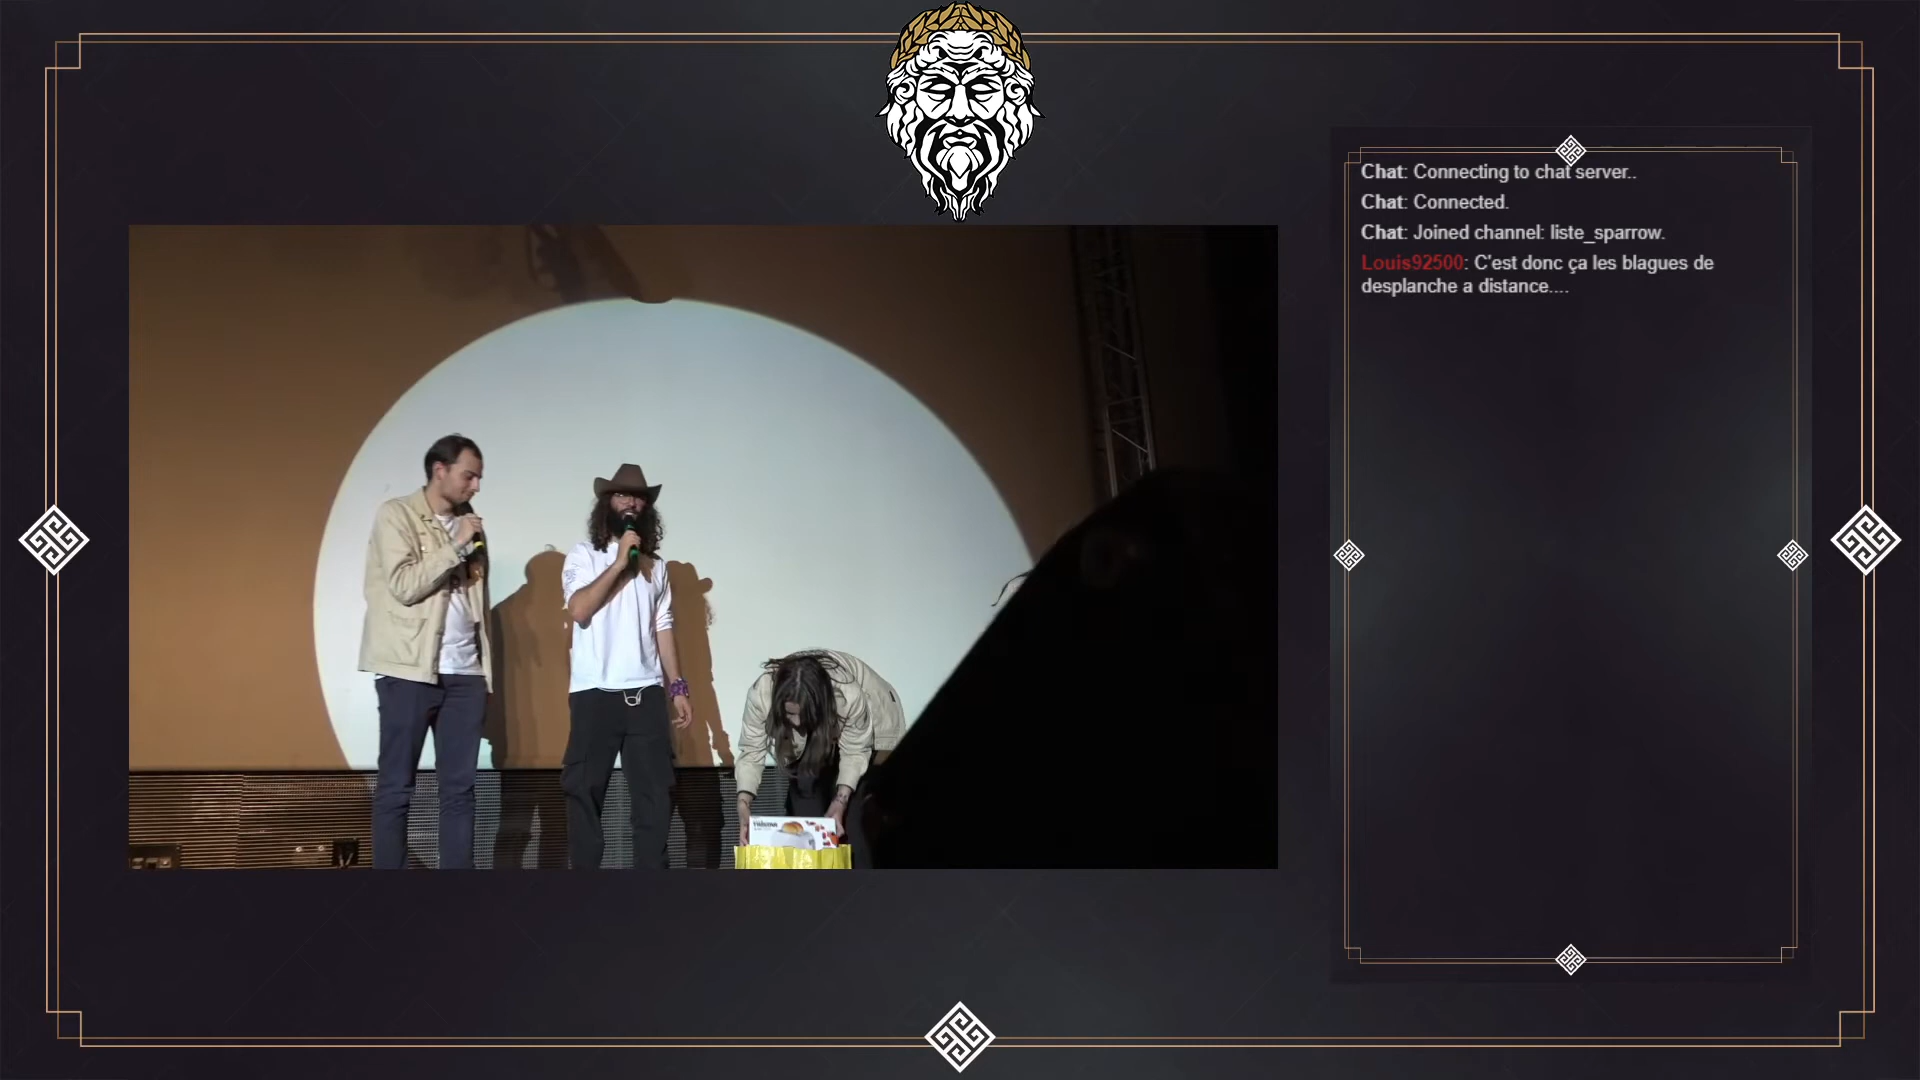 Chat: Connecting to chat server..
Chat: Connected.
Chat: Joined channel: liste_sparrow.
Louis92500: C'est donc ça les blagues de
desplanche a distance....